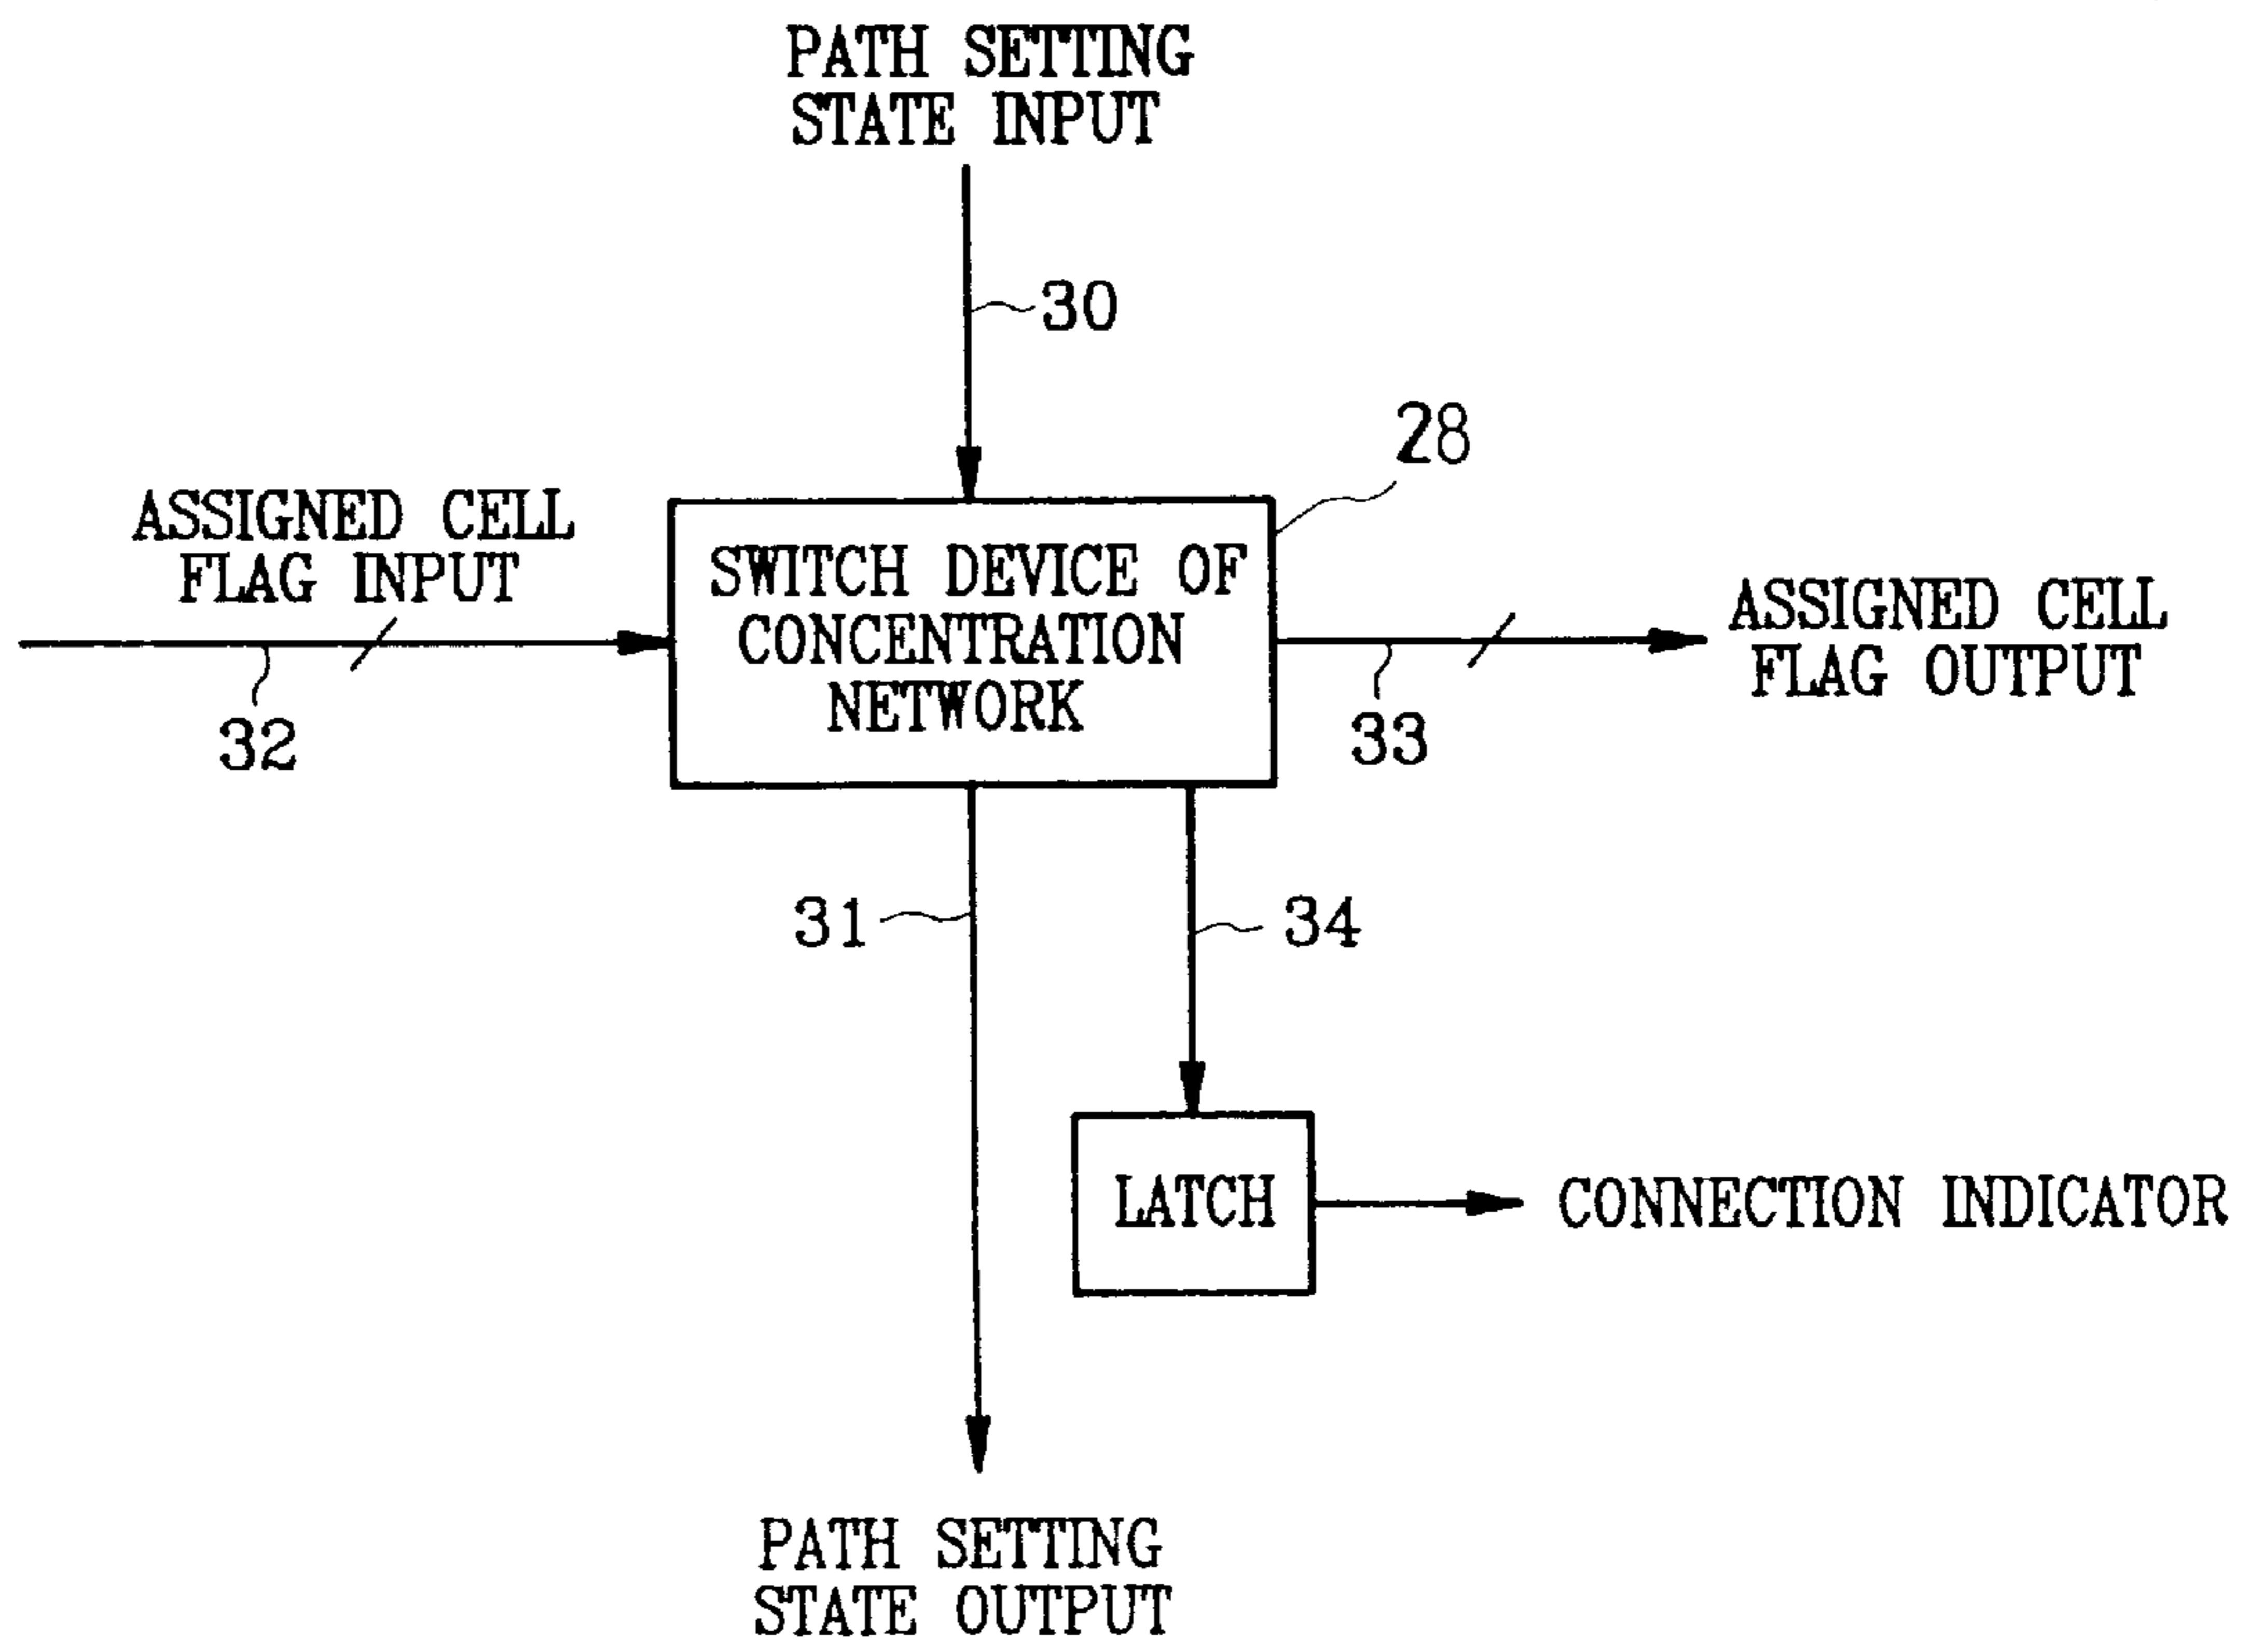 PATH SETTING
STATE INPUT
30
28
ASSIGNED CELL
FLAG INPUT
SWITCH DEVICE OF
CONCENTRATION
NETWORK
ASSIGNED CELL
FLAG OUTPUT
32
33
31
34
LATCH
CONNECTION INDICATOR
PATH SETTING
STATE OUTPUT